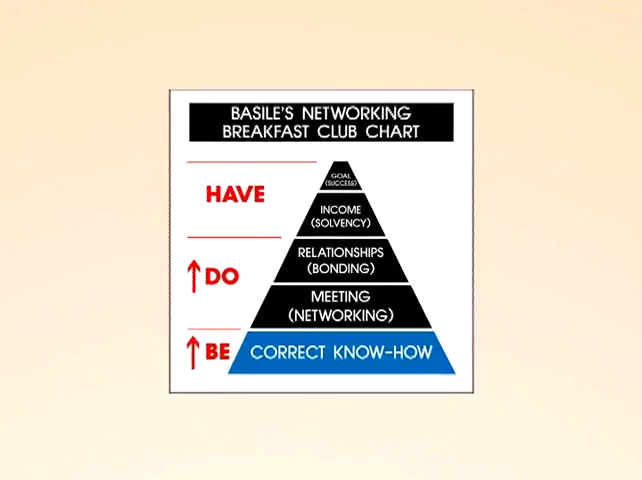 BASILE'S NETWORKING
BREAKFAST CLUB CHART
GOAL
(SUCCESS)
HAVE
INCOME
(SOLVENCY)
RELATIONSHIPS
(BONDING)
DO
MEETING
(NETWORKING)
BE
CORRECT KNOW-HOW